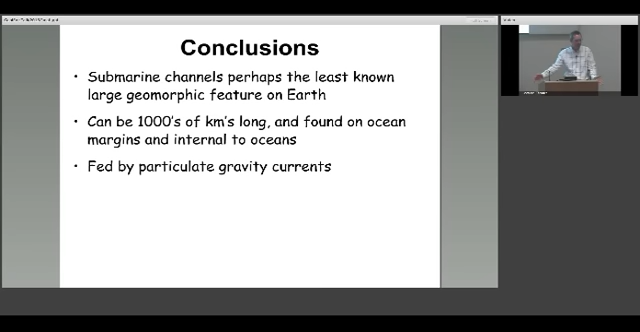 Conclusions
• Submarine channels perhaps the least known
large geomorphic feature on Earth
• Can be 1000's of km's long, and found on ocean
margins and internal to oceans
• Fed by particulate gravity currents